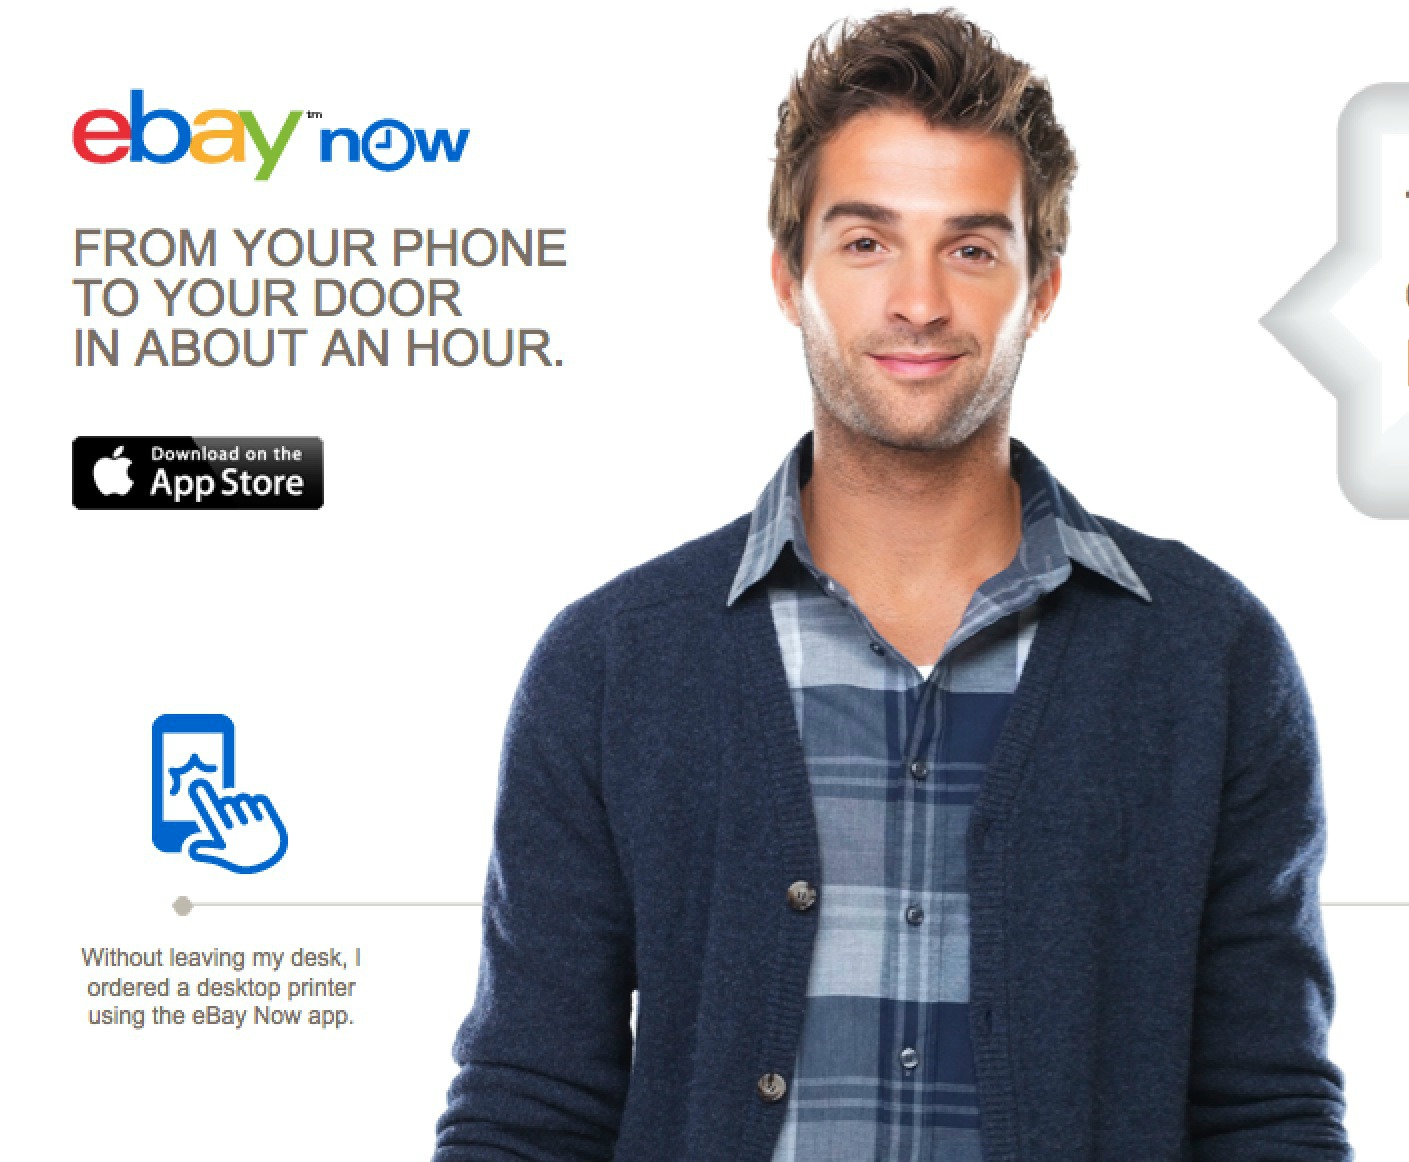 ebay™ now
FROM YOUR PHONE
TO YOUR DOOR
IN ABOUT AN HOUR.
Download on the
App Store
Without leaving my desk, I
ordered a desktop printer
using the eBay Now app.